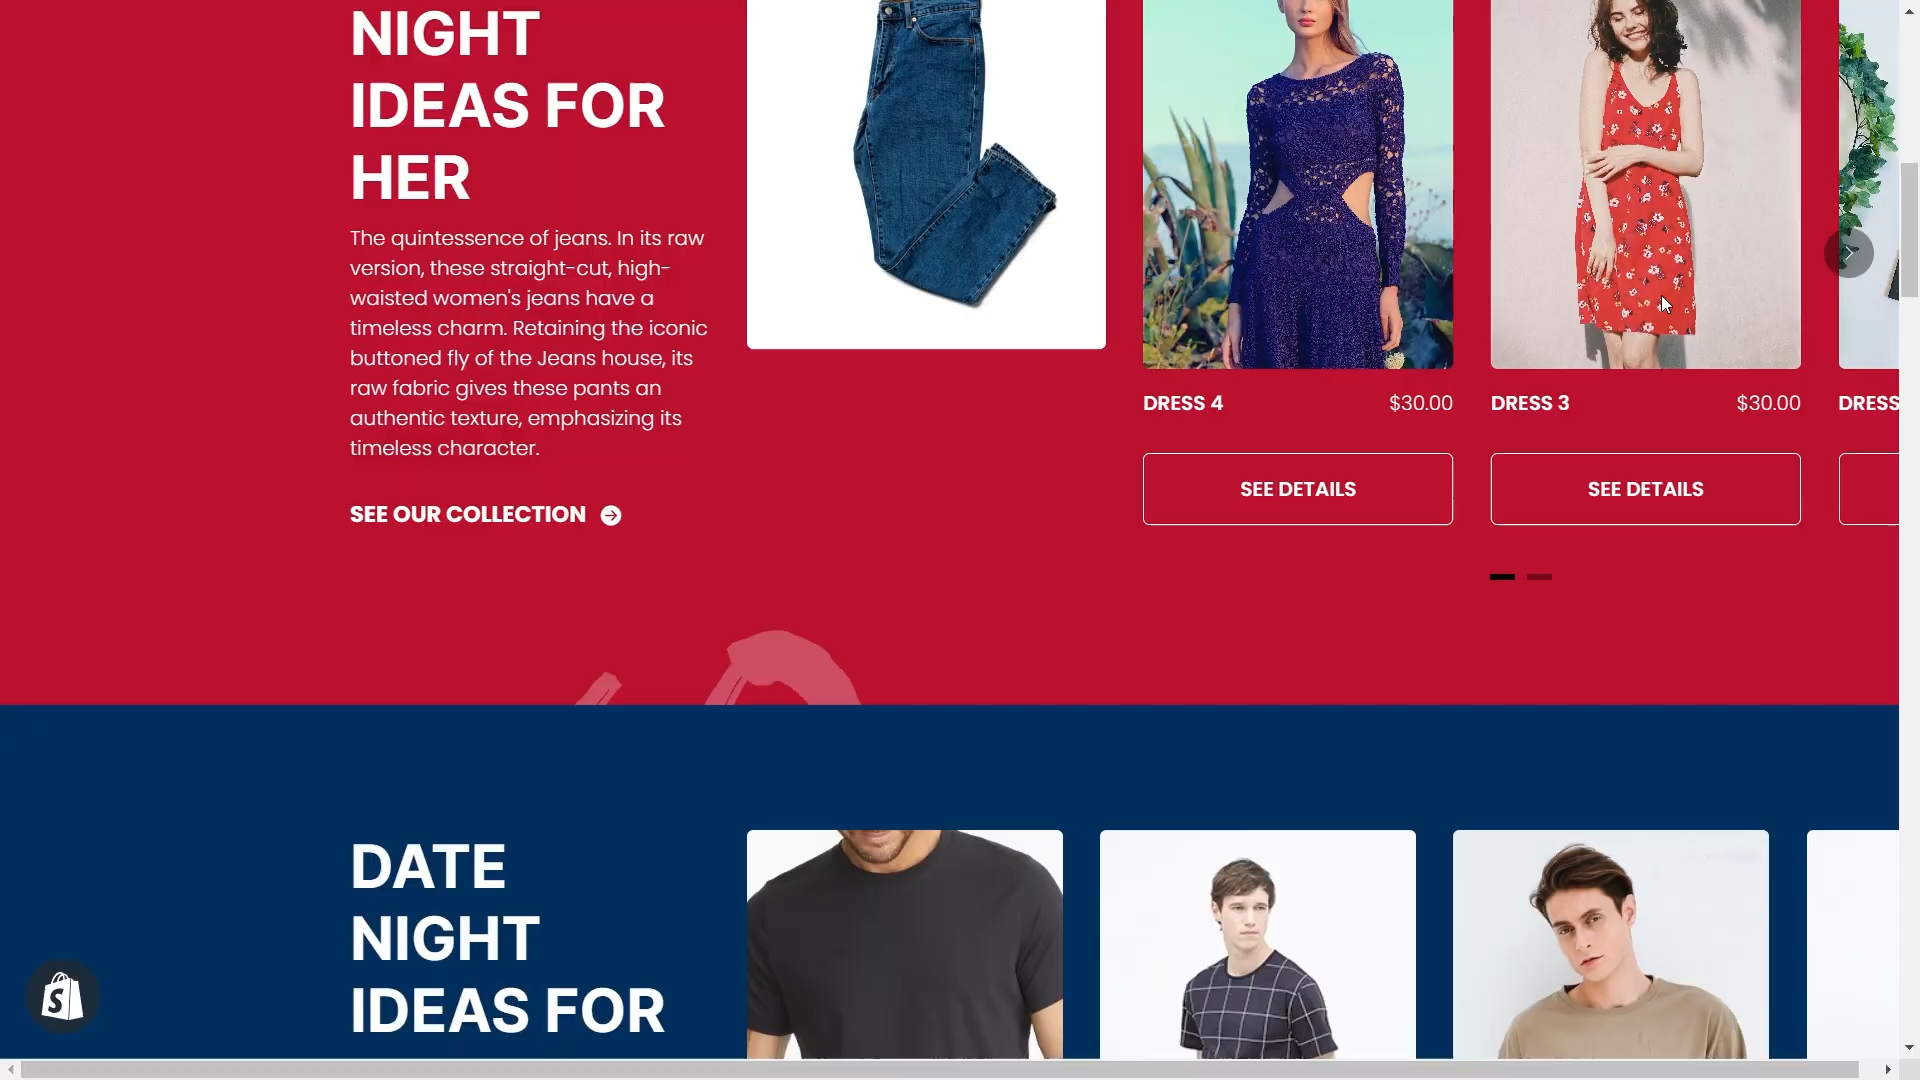 NIGHT
IDEAS FOR
HER
The quintessence of jeans. In its raw
version, these straight-cut, high-
waisted women's jeans have a
timeless charm. Retaining the iconic
buttoned fly of the Jeans house, its
raw fabric gives these pants an
authentic texture, emphasizing its
timeless character.
SEE OUR COLLECTION
DRESS 4 $30.00
DRESS 3 $30.00
DRESS
SEE DETAILS
SEE DETAILS
DATE
NIGHT
IDEAS FOR